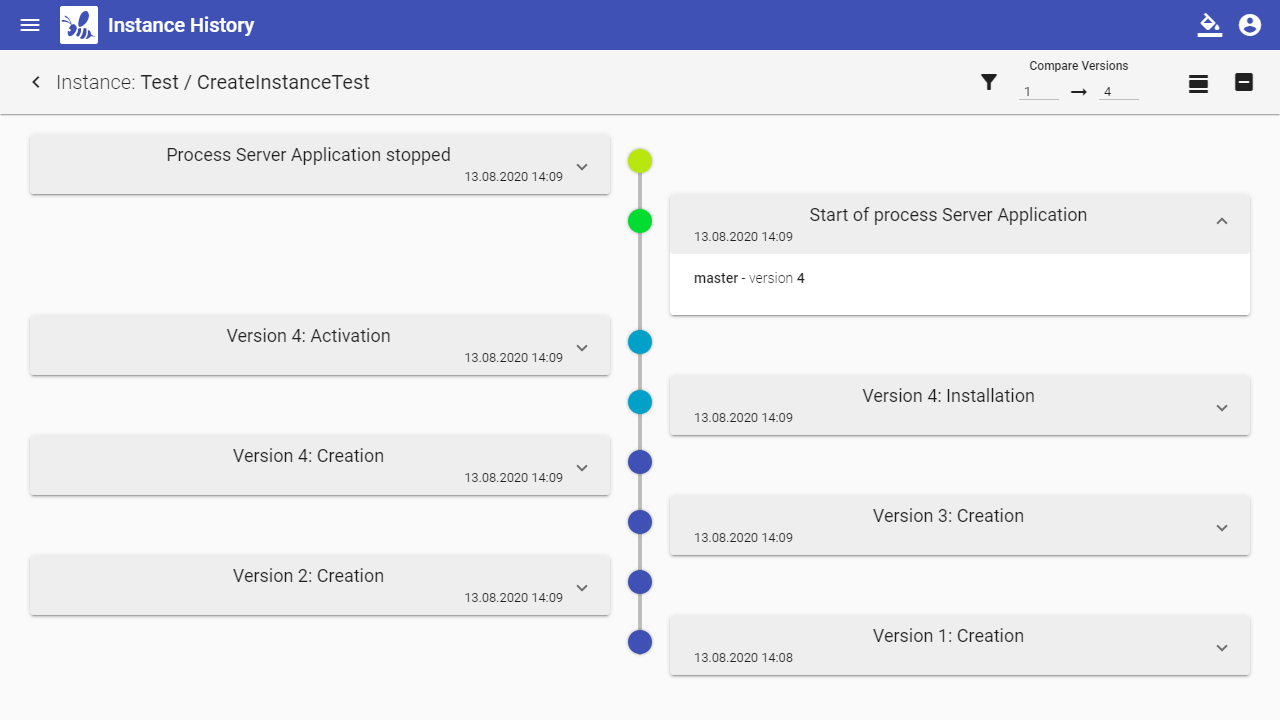 Instance History
Instance: Test / CreateInstanceTest
Compare Versions
1
4
Process Server Application stopped
13.08.2020 14:09
Start of process Server Application
13.08.2020 14:09
master - version 4
Version 4: Activation
13.08.2020 14:09
Version 4: Installation
13.08.2020 14:09
Version 4: Creation
13.08.2020 14:09
Version 3: Creation
13.08.2020 14:09
Version 2: Creation
13.08.2020 14:09
Version 1: Creation
13.08.2020 14:08